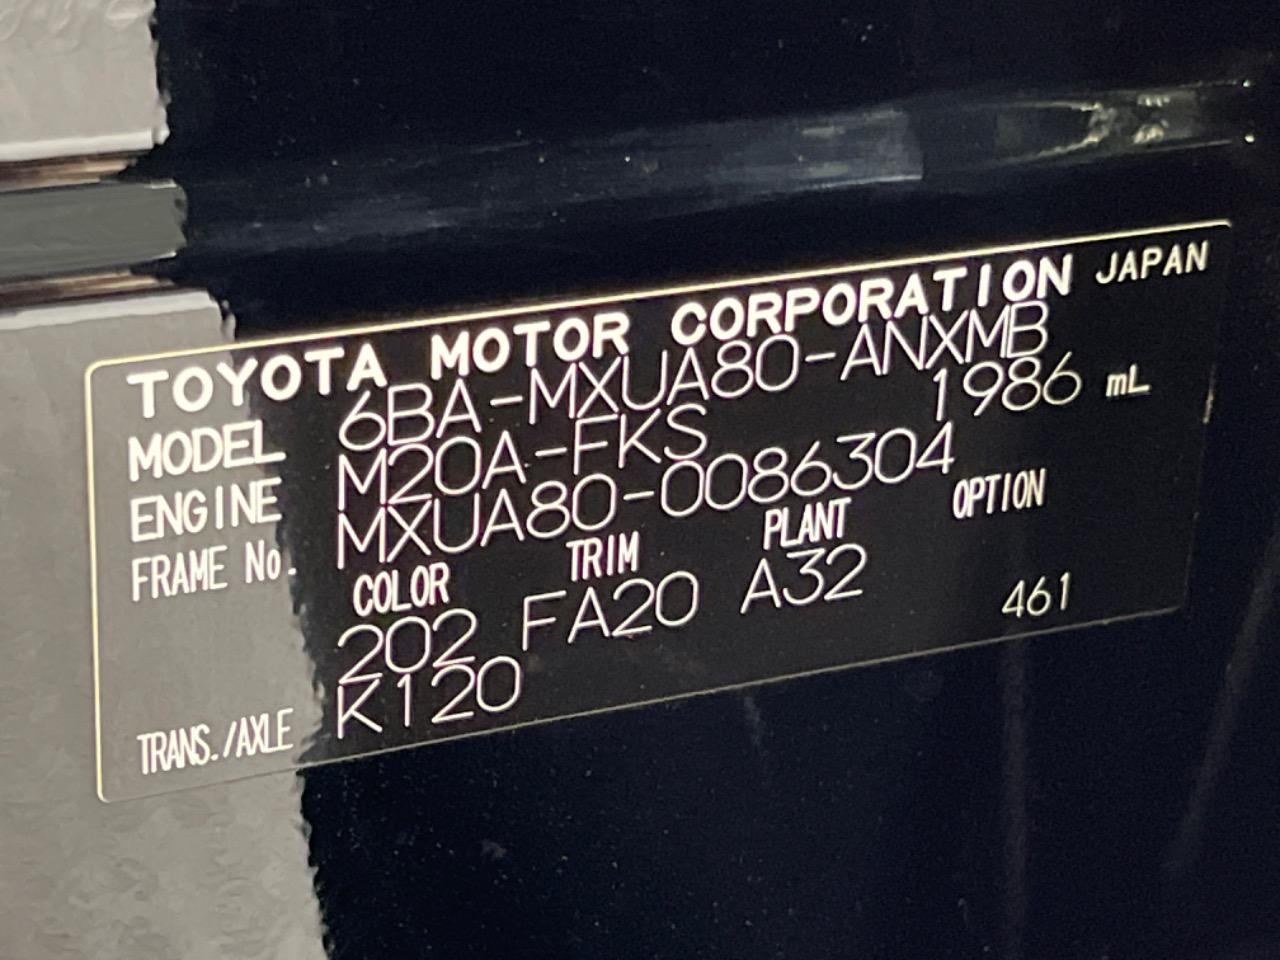 TOYOTA MOTOR CORPORATION JAPAN
MODEL 6BA-MXUA80-ANXMB
ENGINE M20A-FKS 1986 mL
FRAME No. MXUA80-0086304
COLOR TRIM PLANT OPTION
202 FA20 A32 461
TRANS./AXLE K120